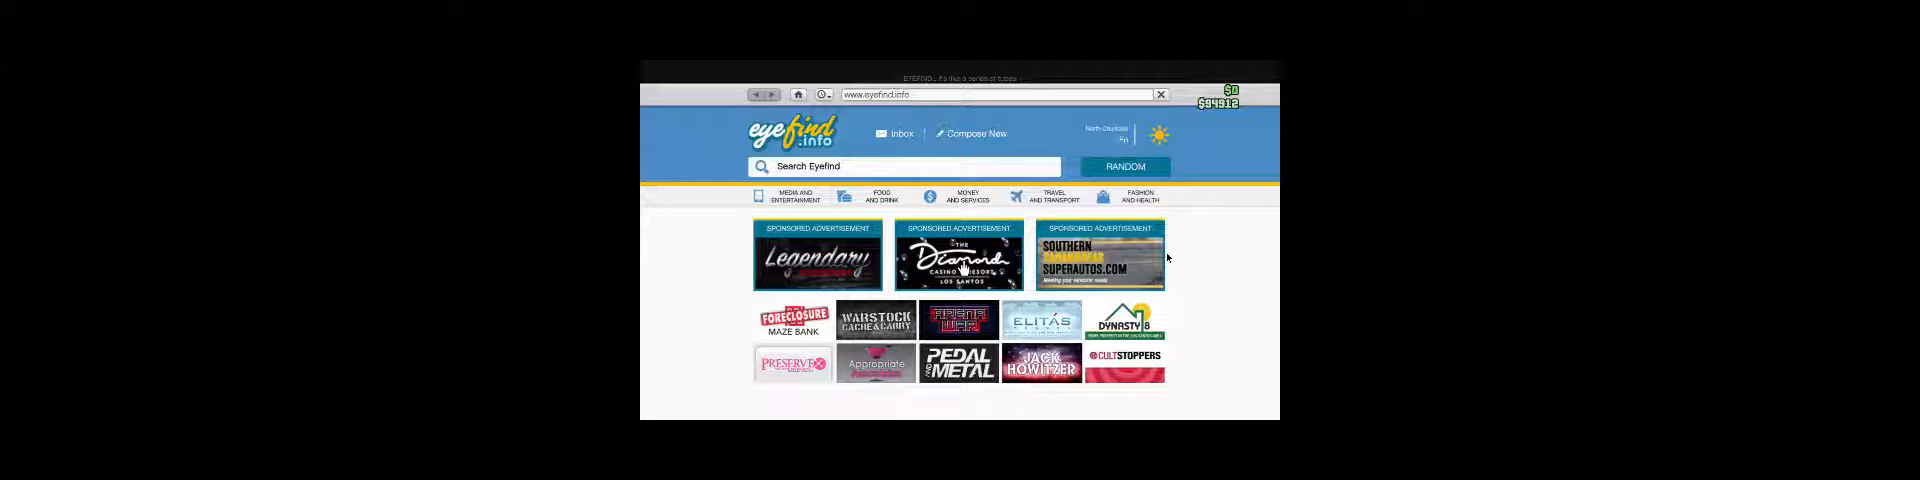 EYEFIND... It's like a series of tubes
www.eyefind.info
$0
$94912
eyefind
.info
Inbox
Compose New
Search Eyefind
RANDOM
MEDIA AND
ENTERTAINMENT
FOOD
AND DRINK
MONEY
AND SERVICES
TRAVEL
AND TRANSPORT
FASHION
AND HEALTH
SPONSORED ADVERTISEMENT
Legendary
SPONSORED ADVERTISEMENT
THE
Diamond
CASINO RESORT
LOS SANTOS
SPONSORED ADVERTISEMENT
SOUTHERN
SUPERAUTOS.COM
FORECLOSURE
MAZE BANK
WARSTOCK
CACHE & CARRY
ARENA
WAR
ELITÁS
DYNASTY 8
PRESERVEX
Appropriate
PEDAL
AND METAL
JACK
HOWITZER
CULTSTOPPERS